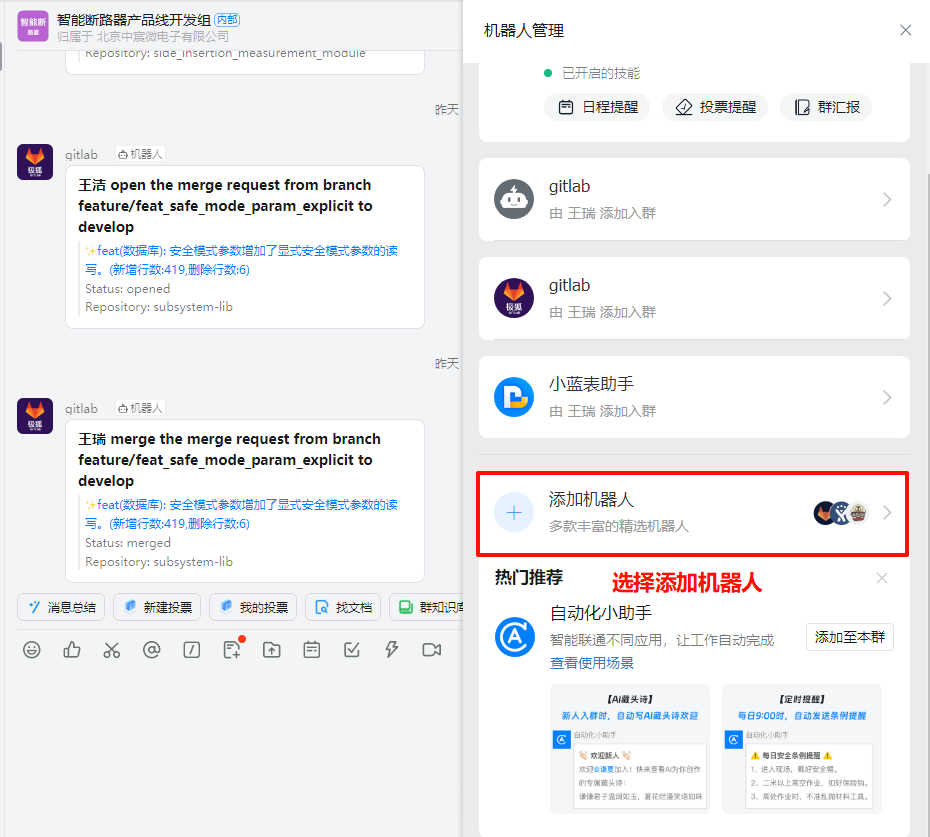 智能断
路器
智能断路器产品线开发组 内部
归属于 北京中宸微电子有限公司
Repository: side_insertion_measurement_module
昨天
极狐
GITLAB
gitlab 机器人
王洁 open the merge request from branch
feature/feat_safe_mode_param_explicit to
develop
✨feat(数据库): 安全模式参数增加了显式安全模式参数的读
写。(新增行数:419,删除行数:6)
Status: opened
Repository: subsystem-lib
昨天
极狐
GITLAB
gitlab 机器人
王瑞 merge the merge request from branch
feature/feat_safe_mode_param_explicit to
develop
✨feat(数据库): 安全模式参数增加了显式安全模式参数的读
写。(新增行数:419,删除行数:6)
Status: merged
Repository: subsystem-lib
消息总结 新建投票 我的投票 找文档 群知识库
机器人管理
已开启的技能
日程提醒 投票提醒 群汇报
gitlab
由 王瑞 添加入群
极狐
GITLAB
gitlab
由 王瑞 添加入群
小蓝表助手
由 王瑞 添加入群
添加机器人
多款丰富的精选机器人
热门推荐
选择添加机器人
自动化小助手
智能联通不同应用，让工作自动完成
查看使用场景
添加至本群
【AI藏头诗】
新人入群时，自动写AI藏头诗欢迎
自动化小助手
👏🏻 欢迎新人 👏🏻
欢迎@谦夏加入！快来查看AI为你创作
的专属藏头诗：
谦谦君子温润如玉，夏花烂漫笑语如珠
【定时提醒】
每日9:00时，自动发送条例提醒
自动化小助手
⚠️ 每日安全条例提醒 ⚠️
1、进入现场，戴好安全帽。
2、二米以上高空作业，扣好保险钩。
3、高处作业时，不准乱抛材料工具。